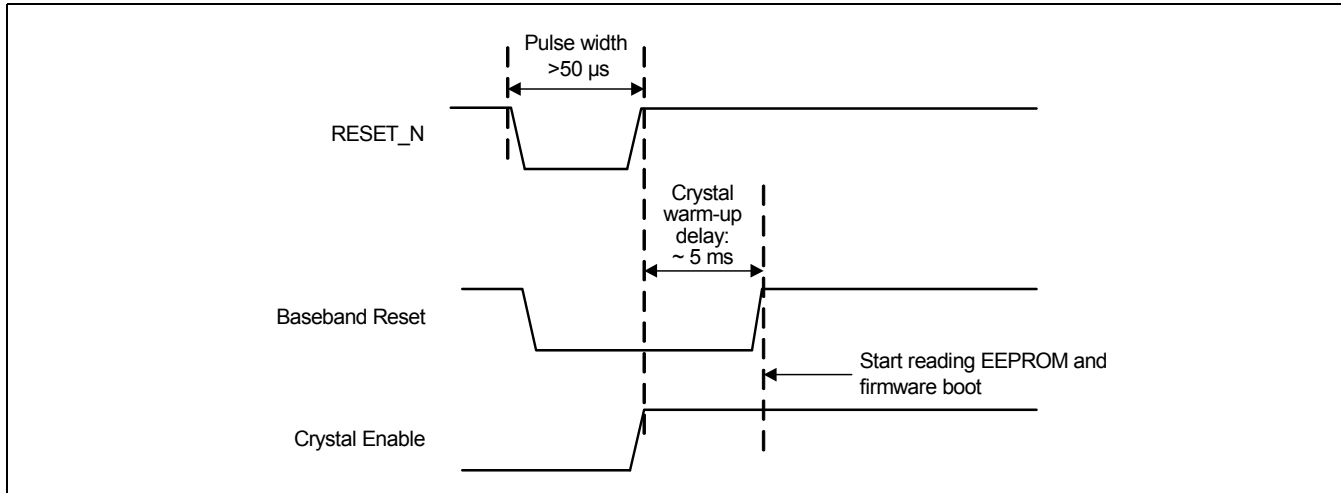 Pulse width
>50 µs
RESET_N
Crystal
warm-up
delay:
~ 5 ms
Baseband Reset
Start reading EEPROM and
firmware boot
Crystal Enable